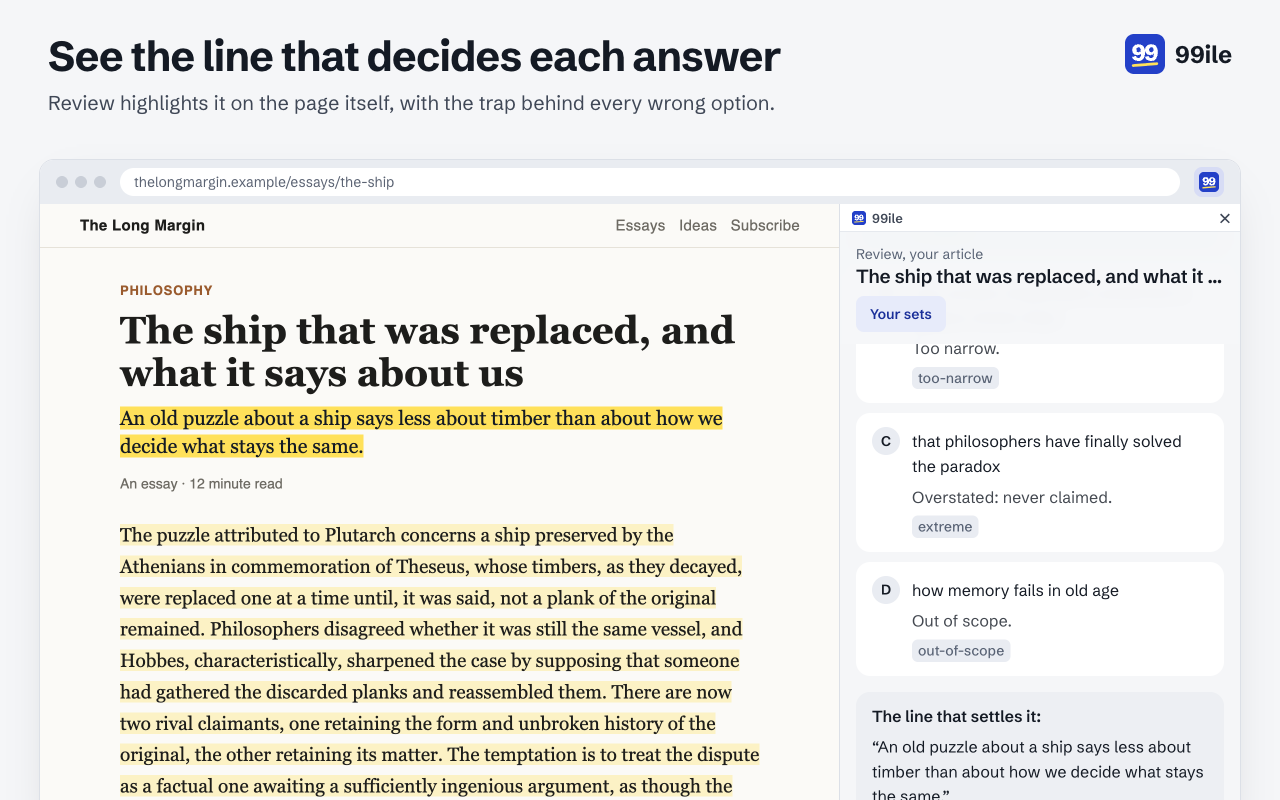 See the line that decides each answer
Review highlights it on the page itself, with the trap behind every wrong option.
99
99ile
thelongmargin.example/essays/the-ship
99
The Long Margin
Essays Ideas Subscribe
PHILOSOPHY
The ship that was replaced, and
what it says about us
An old puzzle about a ship says less about timber than about how we
decide what stays the same.
An essay · 12 minute read
The puzzle attributed to Plutarch concerns a ship preserved by the
Athenians in commemoration of Theseus, whose timbers, as they decayed,
were replaced one at a time until, it was said, not a plank of the original
remained. Philosophers disagreed whether it was still the same vessel, and
Hobbes, characteristically, sharpened the case by supposing that someone
had gathered the discarded planks and reassembled them. There are now
two rival claimants, one retaining the form and unbroken history of the
original, the other retaining its matter. The temptation is to treat the dispute
as a factual one awaiting a sufficiently ingenious argument, as though the
99 99ile
Review, your article
The ship that was replaced, and what it ...
Your sets
Too narrow.
too-narrow
C that philosophers have finally solved
the paradox
Overstated: never claimed.
extreme
D how memory fails in old age
Out of scope.
out-of-scope
The line that settles it:
“An old puzzle about a ship says less about
timber than about how we decide what stays
the same”